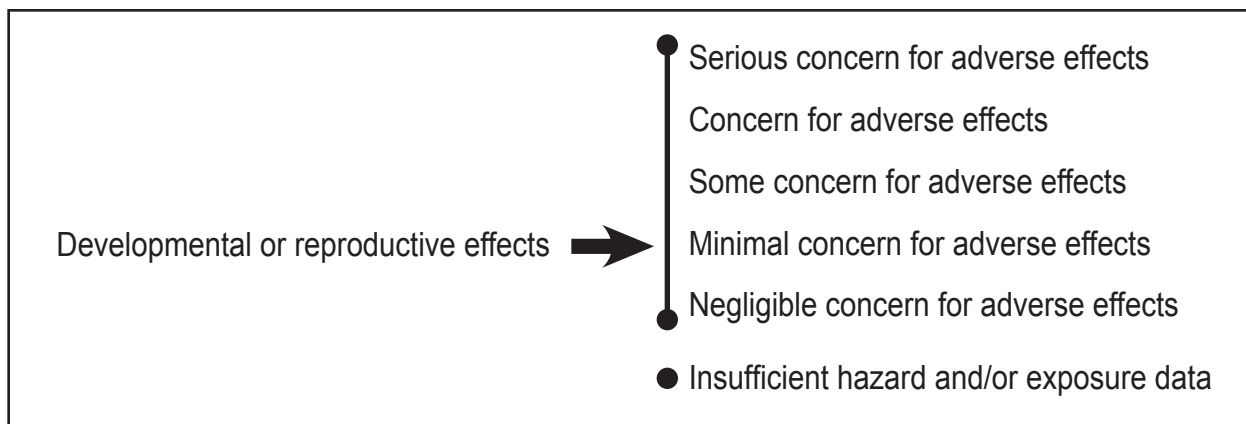 Serious concern for adverse effects
Concern for adverse effects
Some concern for adverse effects
Developmental or reproductive effects
Minimal concern for adverse effects
Negligible concern for adverse effects
Insufficient hazard and/or exposure data